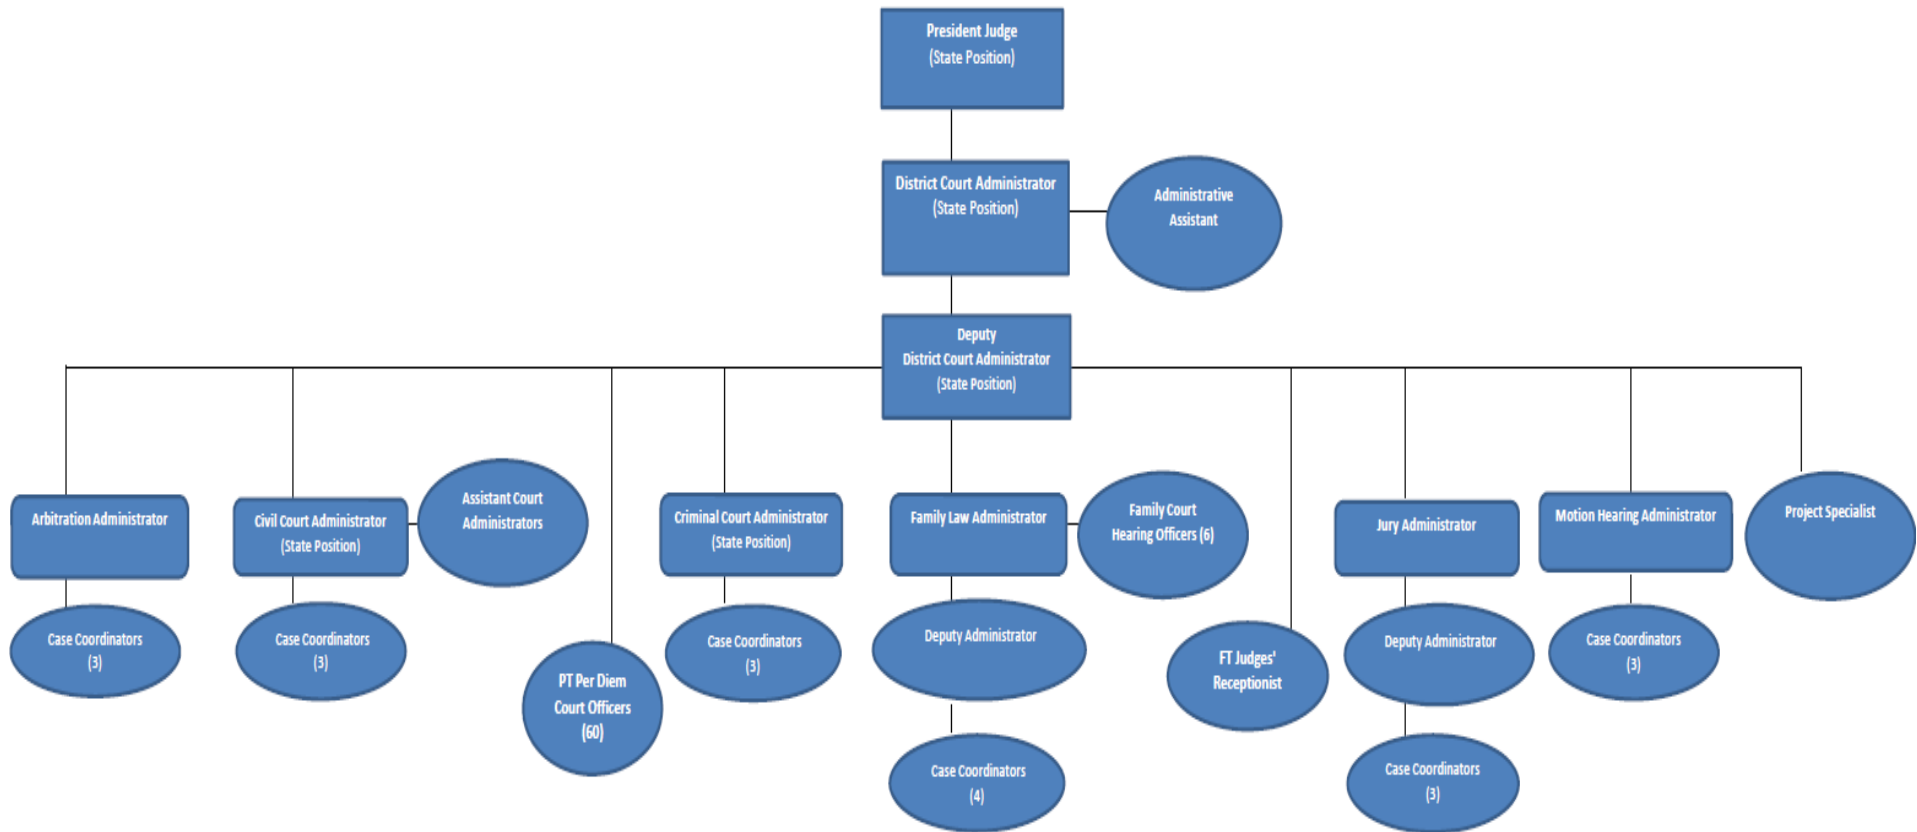 President Judge
(State Position)
District Court Administrator
(State Position)
Administrative
Assistant
Deputy
District Court Administrator
(State Position)
Arbitration Administrator
Civil Court Administrator
(State Position)
Assistant Court
Administrators
Criminal Court Administrator
(State Position)
Family Law Administrator
Family Court
Hearing Officers (6)
Jury Administrator
Motion Hearing Administrator
Project Specialist
Case Coordinators
(3)
Case Coordinators
(3)
PT Per Diem
Court Officers
(60)
Case Coordinators
(3)
Deputy Administrator
FT Judges'
Receptionist
Deputy Administrator
Case Coordinators
(3)
Case Coordinators
(4)
Case Coordinators
(3)